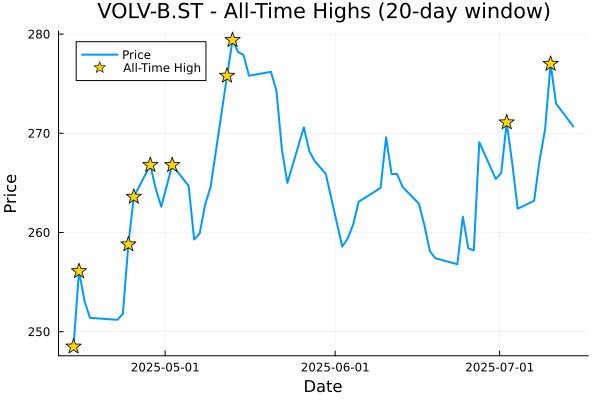 VOLV-B.ST - All-Time Highs (20-day window)
280
Price
All-Time High
270
260
250
Price
2025-05-01
2025-06-01
2025-07-01
Date